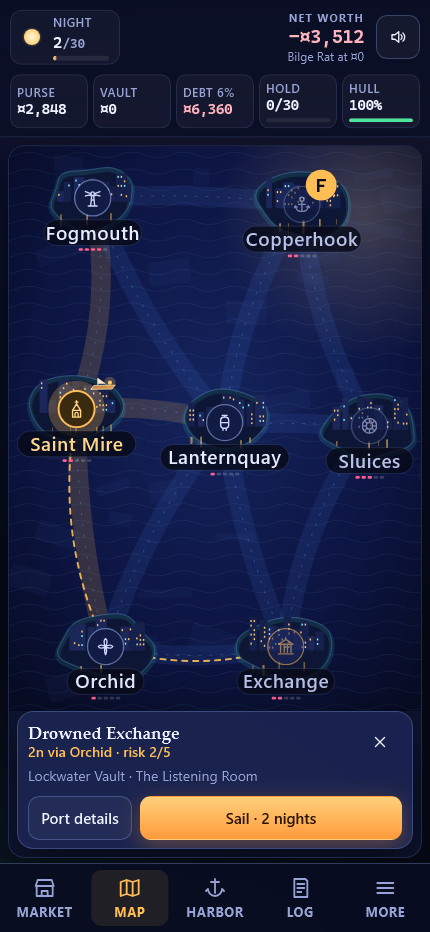 NIGHT
2/30
NET WORTH
−¤3,512
Bilge Rat at ¤0
PURSE
¤2,848
VAULT
¤0
DEBT 6%
¤6,360
HOLD
0/30
HULL
100%
F
Fogmouth
Copperhook
Saint Mire
Lanternquay
Sluices
Orchid
Exchange
Drowned Exchange
2n via Orchid · risk 2/5
Lockwater Vault · The Listening Room
Port details
Sail · 2 nights
MARKET
MAP
HARBOR
LOG
MORE